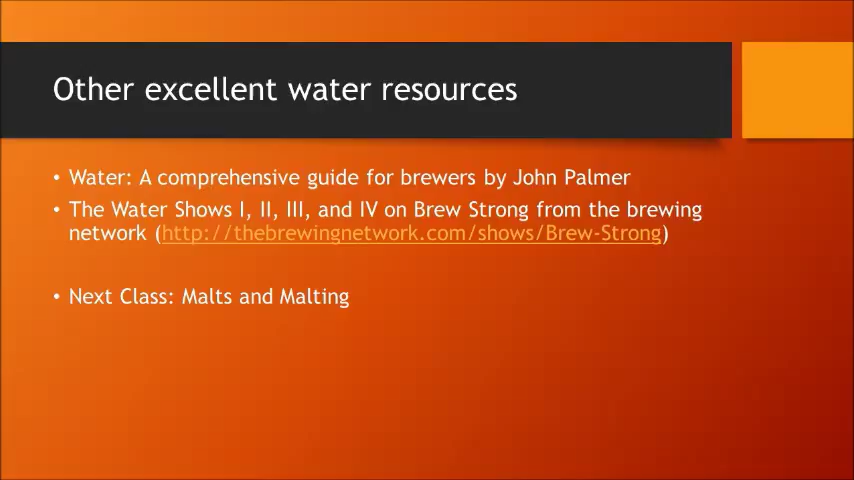 Other excellent water resources
• Water: A comprehensive guide for brewers by John Palmer
• The Water Shows I, II, III, and IV on Brew Strong from the brewing
network (http://thebrewingnetwork.com/shows/Brew-Strong)
• Next Class: Malts and Malting